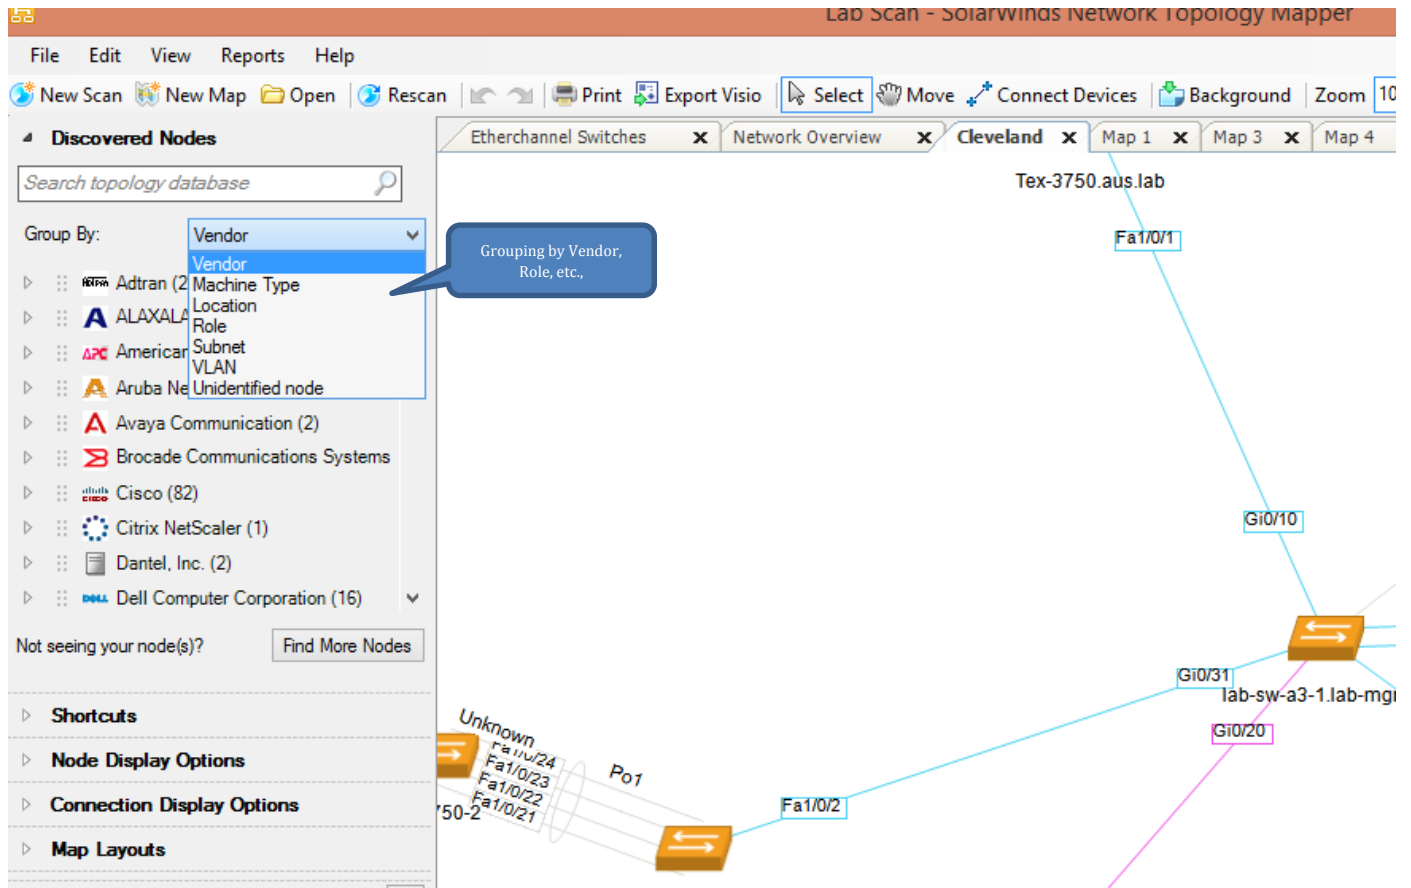 Lab Scan - SolarWinds Network Topology Mapper
File Edit View Reports Help
New Scan New Map Open Rescan Print Export Visio Select Move Connect Devices Background Zoom 10
Discovered Nodes
Etherchannel Switches x Network Overview x Cleveland x Map 1 x Map 3 x Map 4
Search topology database
Group By: Vendor
Vendor
Machine Type
Location
Role
Subnet
VLAN
Unidentified node
Grouping by Vendor,
Role, etc.,
Adtran (2
ALAXALA
American
Aruba Ne
Avaya Communication (2)
Brocade Communications Systems
Cisco (82)
Citrix NetScaler (1)
Dantel, Inc. (2)
DELL Dell Computer Corporation (16)
Not seeing your node(s)? Find More Nodes
Shortcuts
Node Display Options
Connection Display Options
Map Layouts
Tex-3750.aus.lab
Fa1/0/1
Gi0/10
Gi0/31
lab-sw-a3-1.lab-mgr
Gi0/20
Unknown
Fa1/0/24
Fa1/0/23
Fa1/0/22
Fa1/0/21
Po1
750-2
Fa1/0/2